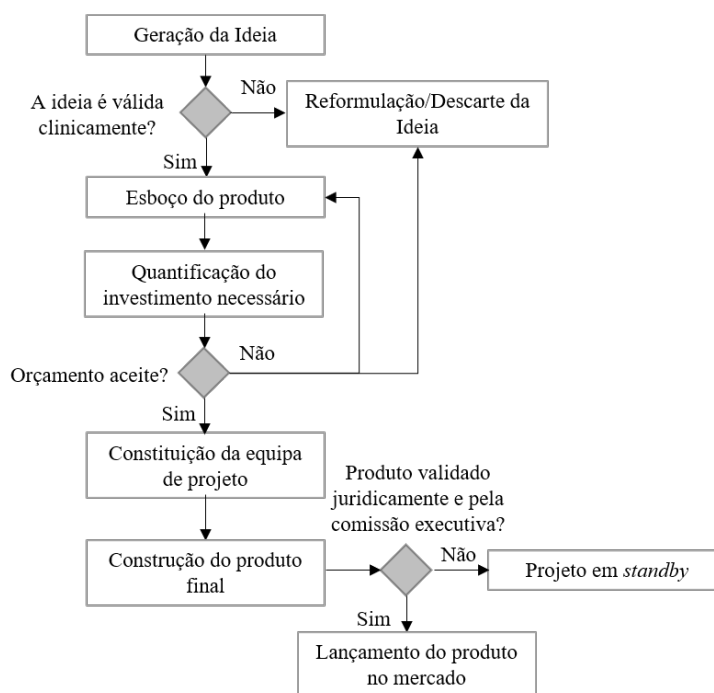 Geração da Ideia
A ideia é válida
clinicamente?
Não
Reformulação/Descarte da
Ideia
Sim
Esboço do produto
Quantificação do
investimento necessário
Orçamento aceite?
Não
Sim
Constituição da equipa
de projeto
Produto validado
juridicamente e pela
comissão executiva?
Construção do produto
final
Não
Projeto em standby
Sim
Lançamento do produto
no mercado